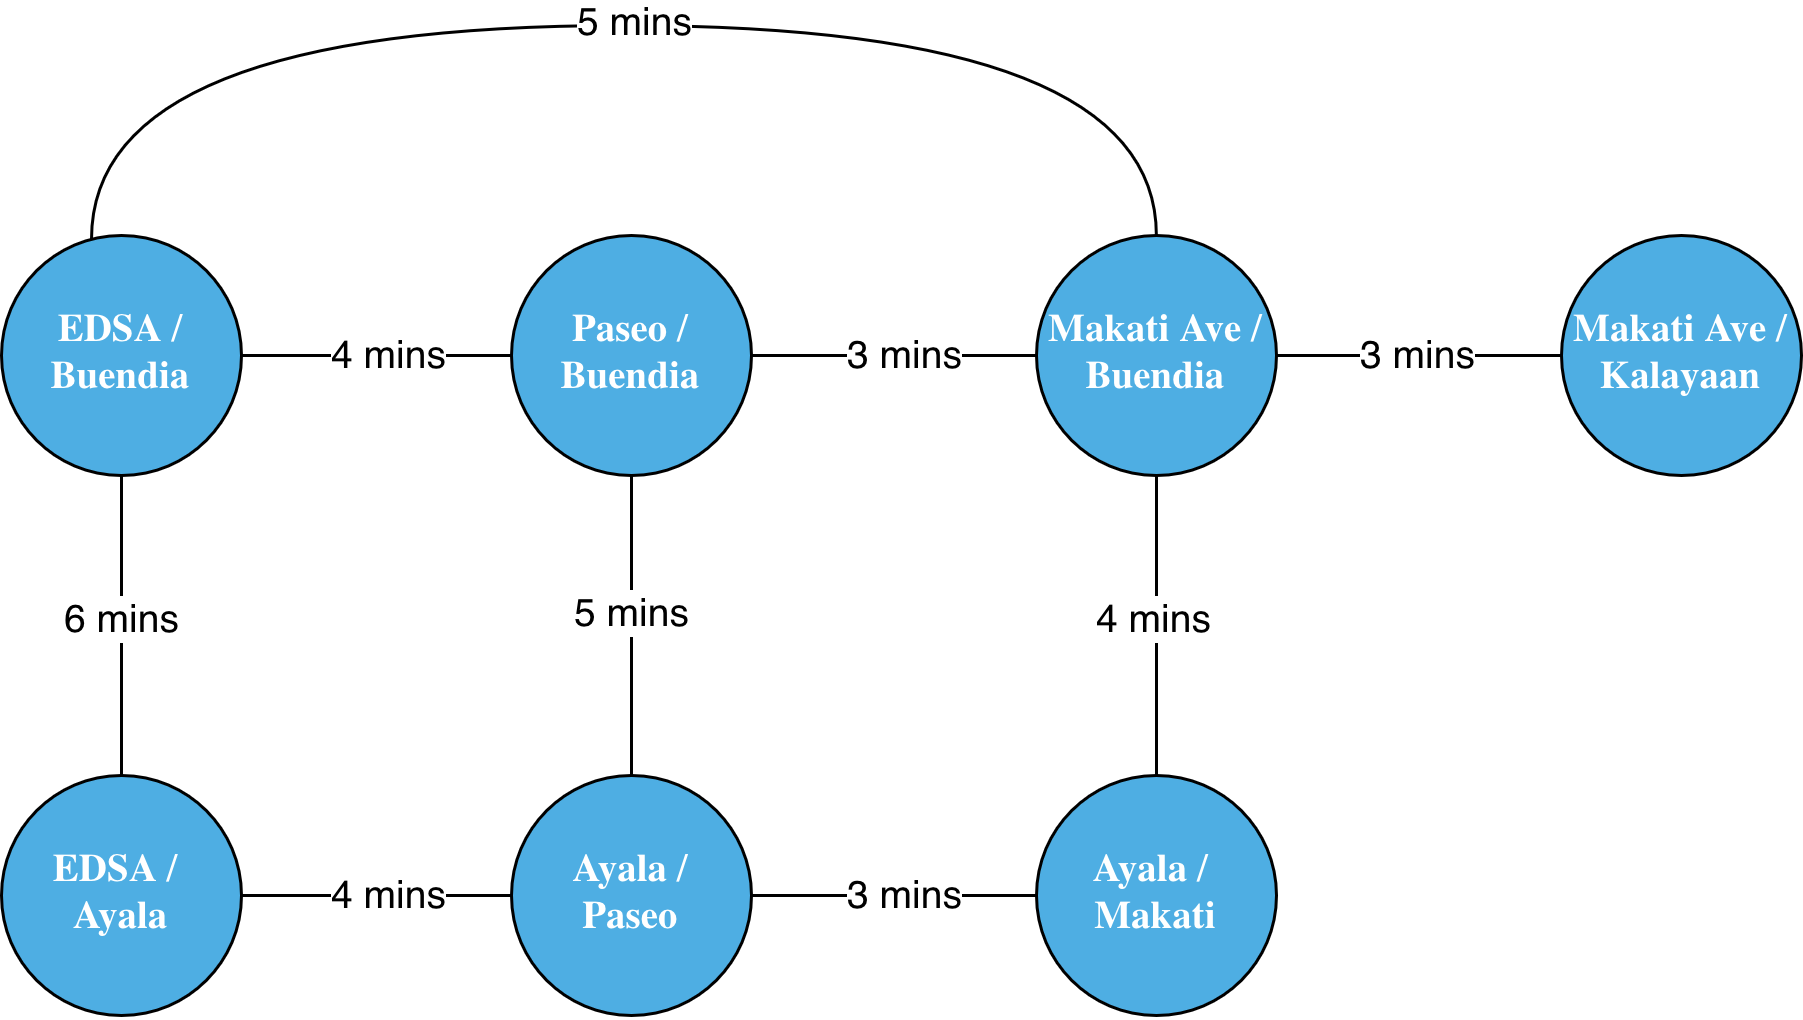 5 mins
EDSA /
Buendia
4 mins
Paseo /
Buendia
3 mins
Makati Ave /
Buendia
3 mins
Makati Ave /
Kalayaan
6 mins
5 mins
4 mins
EDSA /
Ayala
4 mins
Ayala /
Paseo
3 mins
Ayala /
Makati